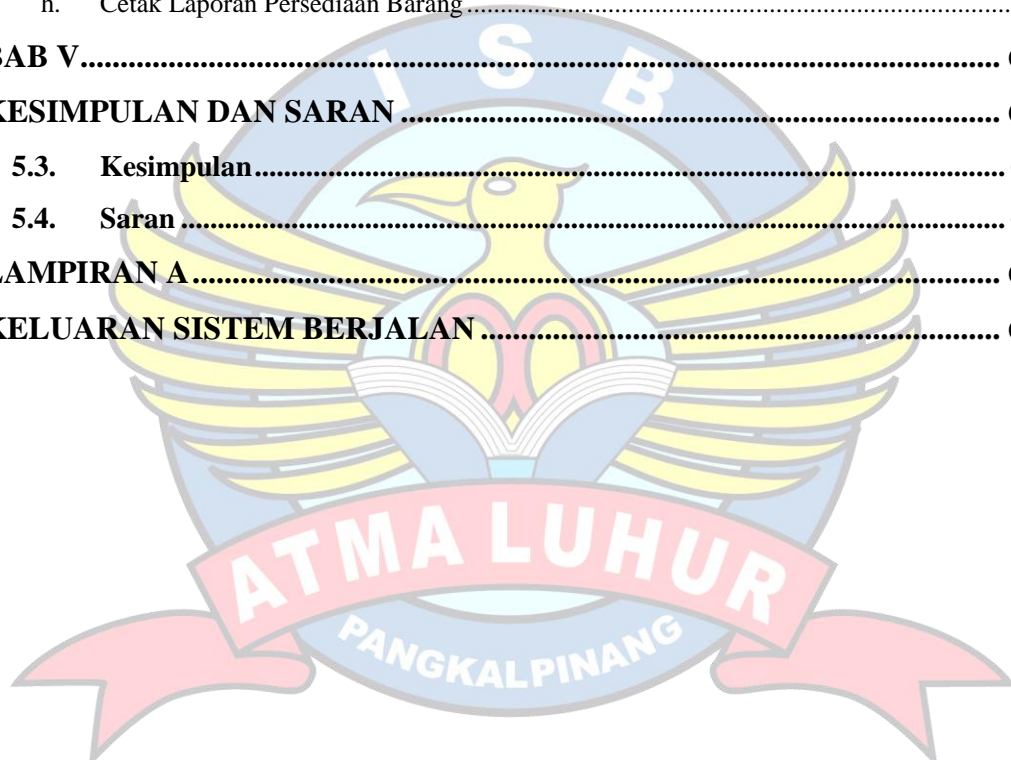 h. Cetak Laporan Persediaan Barang
BAB V
KESIMPULAN DAN SARAN
5.3. Kesimpulan
5.4. Saran
LAMPIRAN A
KELUARAN SISTEM BERJALAN
I S B
ATMA LUHUR
PANGKALPINANG